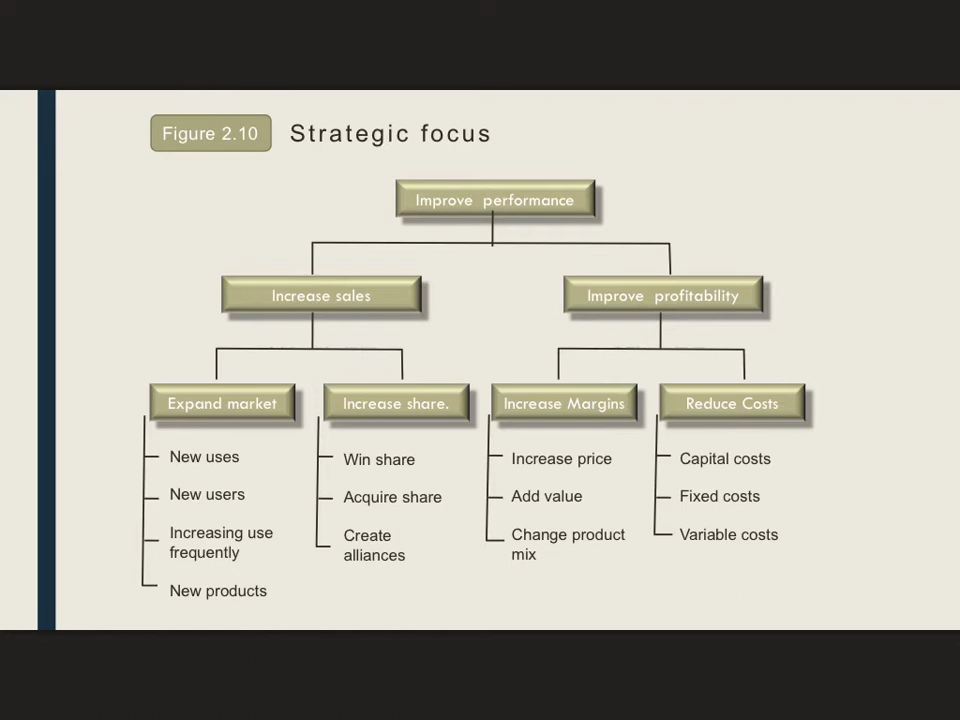 Figure 2.10
Strategic focus
Improve performance
Increase sales
Improve profitability
Expand market
Increase share.
Increase Margins
Reduce Costs
New uses
New users
Increasing use
frequently
New products
Win share
Acquire share
Create
alliances
Increase price
Add value
Change product
mix
Capital costs
Fixed costs
Variable costs